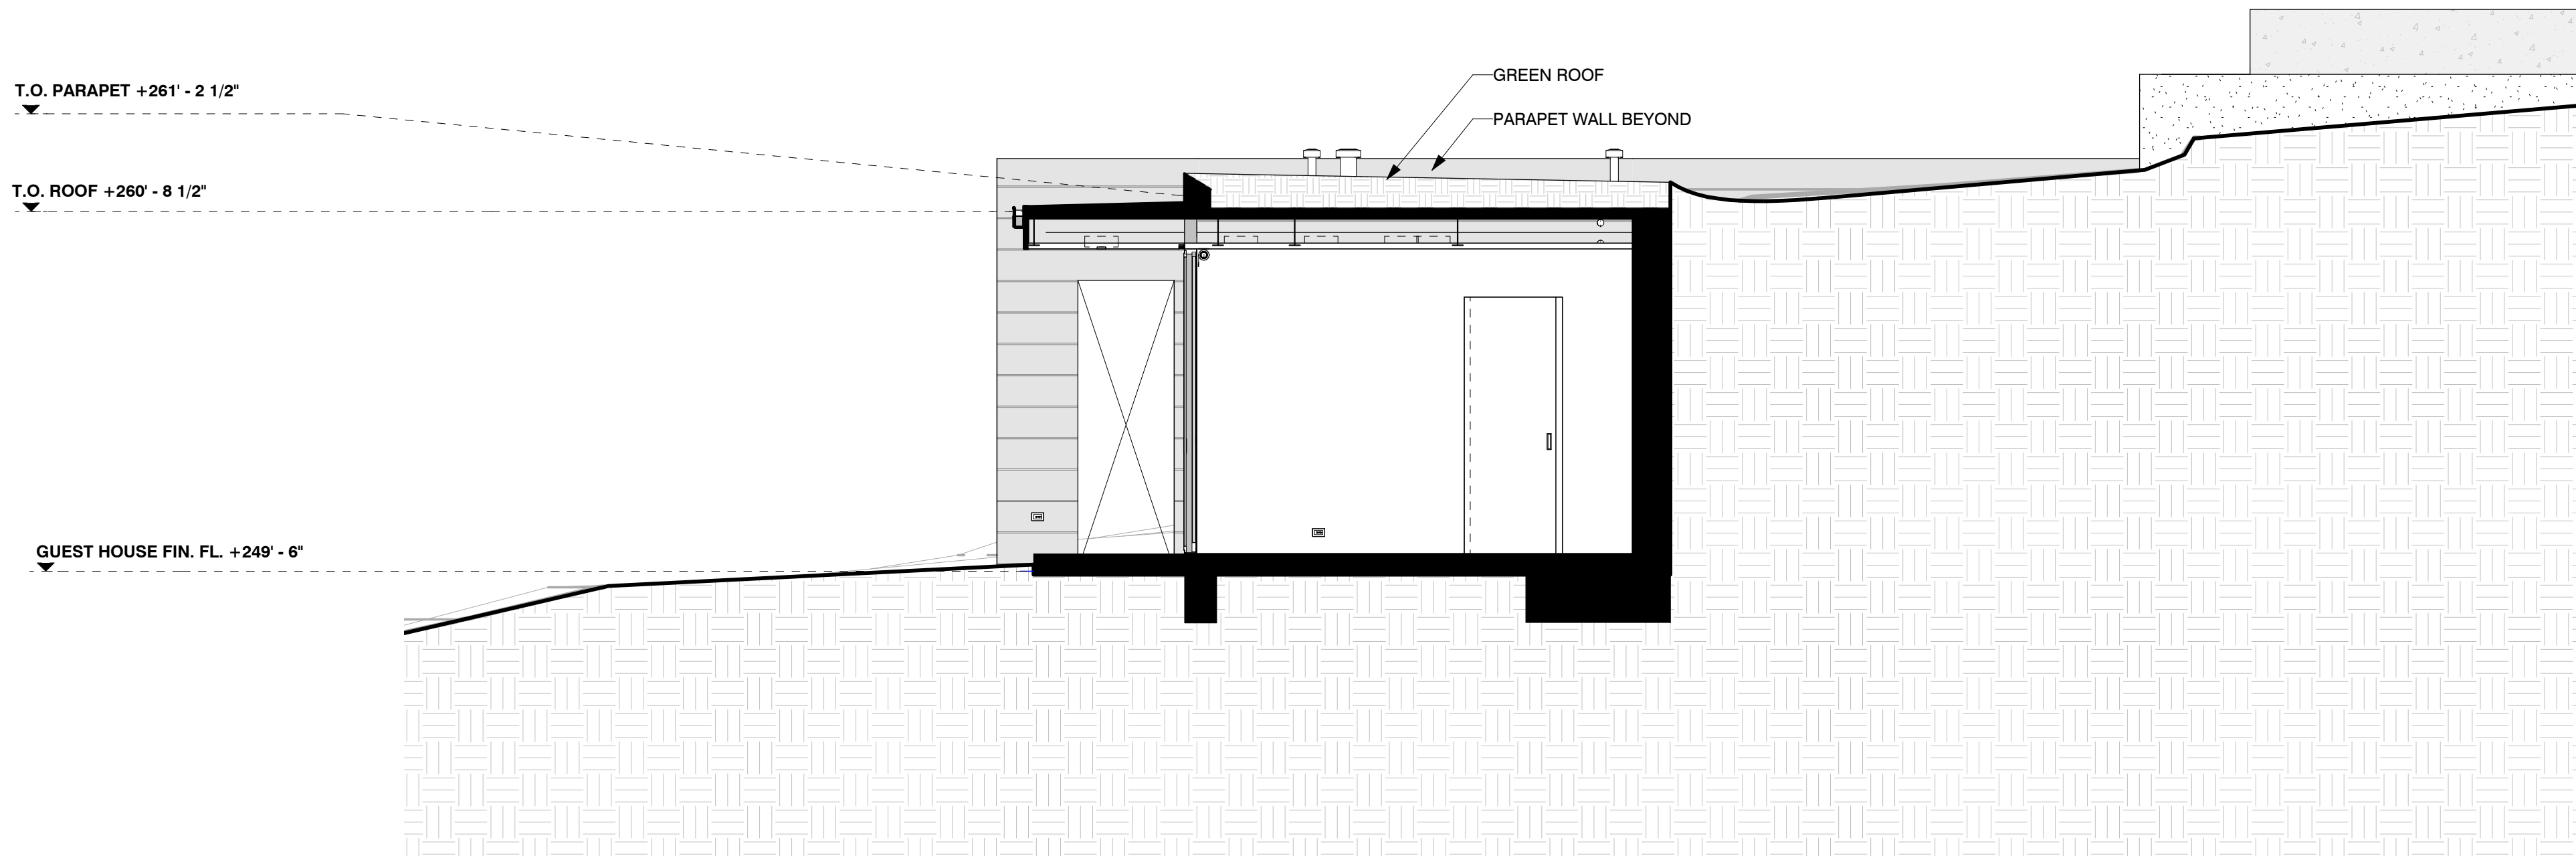 T.O. PARAPET +261' - 2 1/2"
GREEN ROOF
PARAPET WALL BEYOND
T.O. ROOF +260' - 8 1/2"
GUEST HOUSE FIN. FL. +249' - 6"